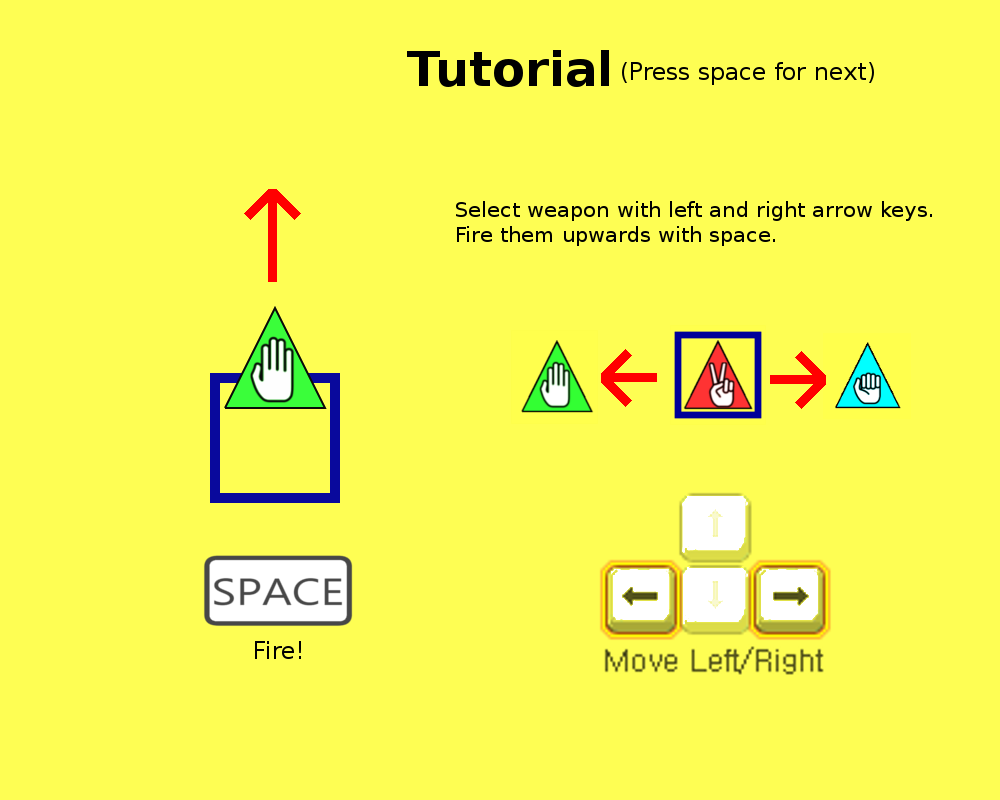 Tutorial (Press space for next)
Select weapon with left and right arrow keys.
Fire them upwards with space.
SPACE
Fire!
Move Left/Right